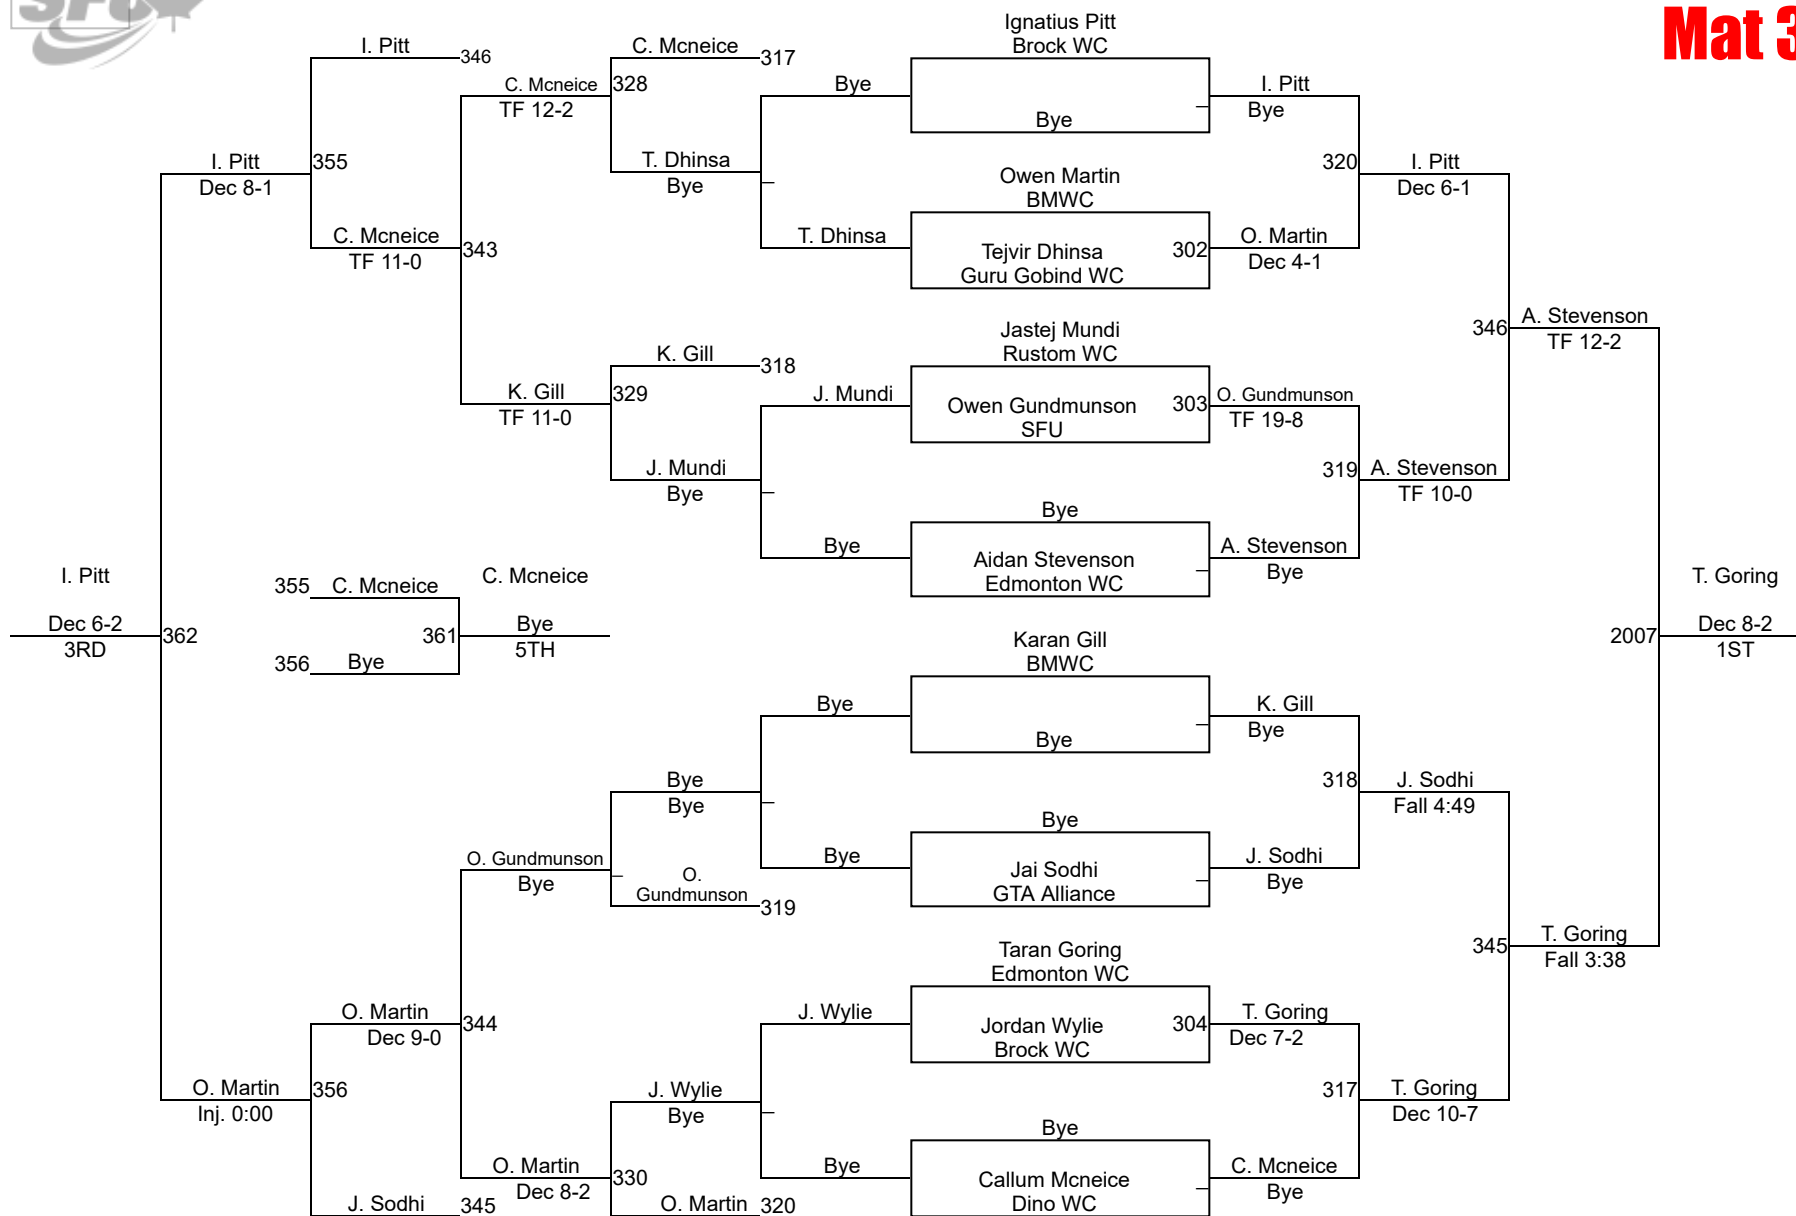 SFU
Mat 3
Ignatius Pitt
Brock WC
I. Pitt
346
C. Mcneice
317
C. Mcneice
328
TF 12-2
Bye
I. Pitt
Bye
Bye
I. Pitt
355
Dec 8-1
T. Dhinsa
Bye
Owen Martin
BMWC
320
I. Pitt
Dec 6-1
C. Mcneice
TF 11-0
343
T. Dhinsa
Tejvir Dhinsa
Guru Gobind WC
302
O. Martin
Dec 4-1
Jastej Mundi
Rustom WC
346
A. Stevenson
TF 12-2
K. Gill
318
K. Gill
329
TF 11-0
J. Mundi
Owen Gundmunson
SFU
303
O. Gundmunson
TF 19-8
J. Mundi
Bye
319
A. Stevenson
TF 10-0
Bye
Bye
Aidan Stevenson
Edmonton WC
A. Stevenson
Bye
I. Pitt
Dec 6-2
3RD
362
355
C. Mcneice
356
Bye
361
C. Mcneice
Bye
5TH
T. Goring
2007
Dec 8-2
1ST
Karan Gill
BMWC
Bye
Bye
K. Gill
Bye
Bye
Bye
318
J. Sodhi
Fall 4:49
Bye
O. Gundmunson
Bye
O.
Gundmunson
319
Bye
Jai Sodhi
GTA Alliance
J. Sodhi
Bye
Taran Goring
Edmonton WC
345
T. Goring
Fall 3:38
O. Martin
Dec 9-0
344
J. Wylie
Jordan Wylie
Brock WC
304
T. Goring
Dec 7-2
O. Martin
Inj. 0:00
356
J. Wylie
Bye
317
T. Goring
Dec 10-7
Bye
O. Martin
Dec 8-2
330
Bye
Callum Mcneice
Dino WC
C. Mcneice
Bye
J. Sodhi
345
O. Martin
320